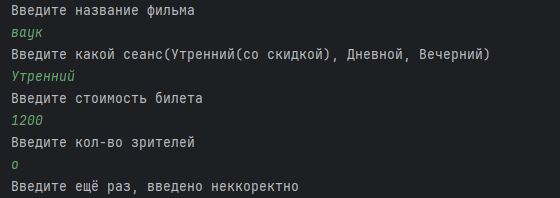 Введите название фильма
ваук
Введите какой сеанс(Утренний(со скидкой), Дневной, Вечерний)
Утренний
Введите стоимость билета
1200
Введите кол-во зрителей
о
Введите ещё раз, введено неккоректно